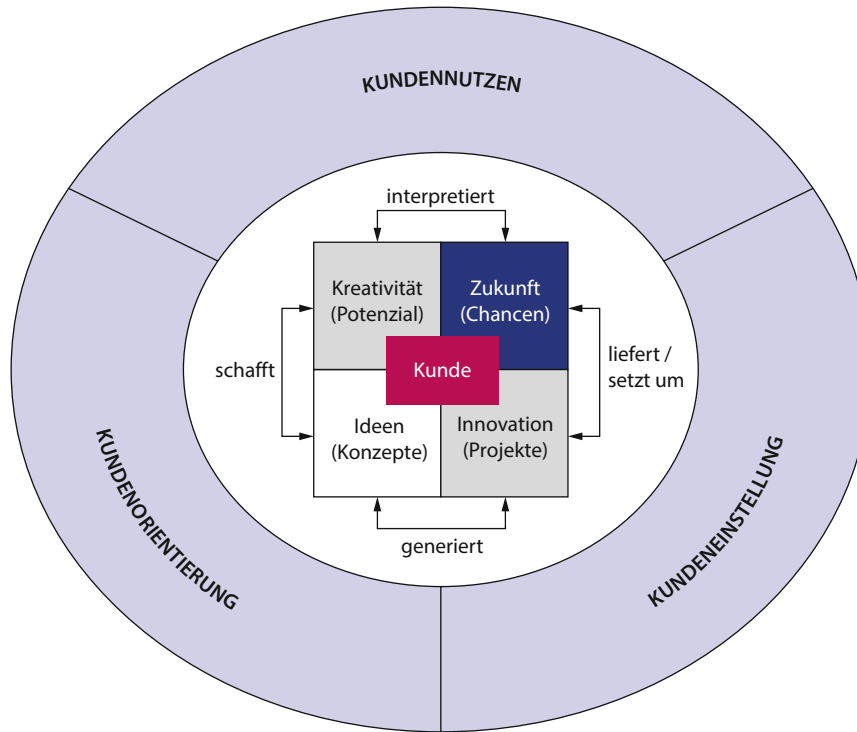 KUNDENNUTZEN
interpretiert
Kreativität
(Potenzial)
Zukunft
(Chancen)
schafft
Kunde
liefert /
setzt um
Ideen
(Konzepte)
Innovation
(Projekte)
generiert
KUNDENORIENTIERUNG
KUNDENEINSTELLUNG